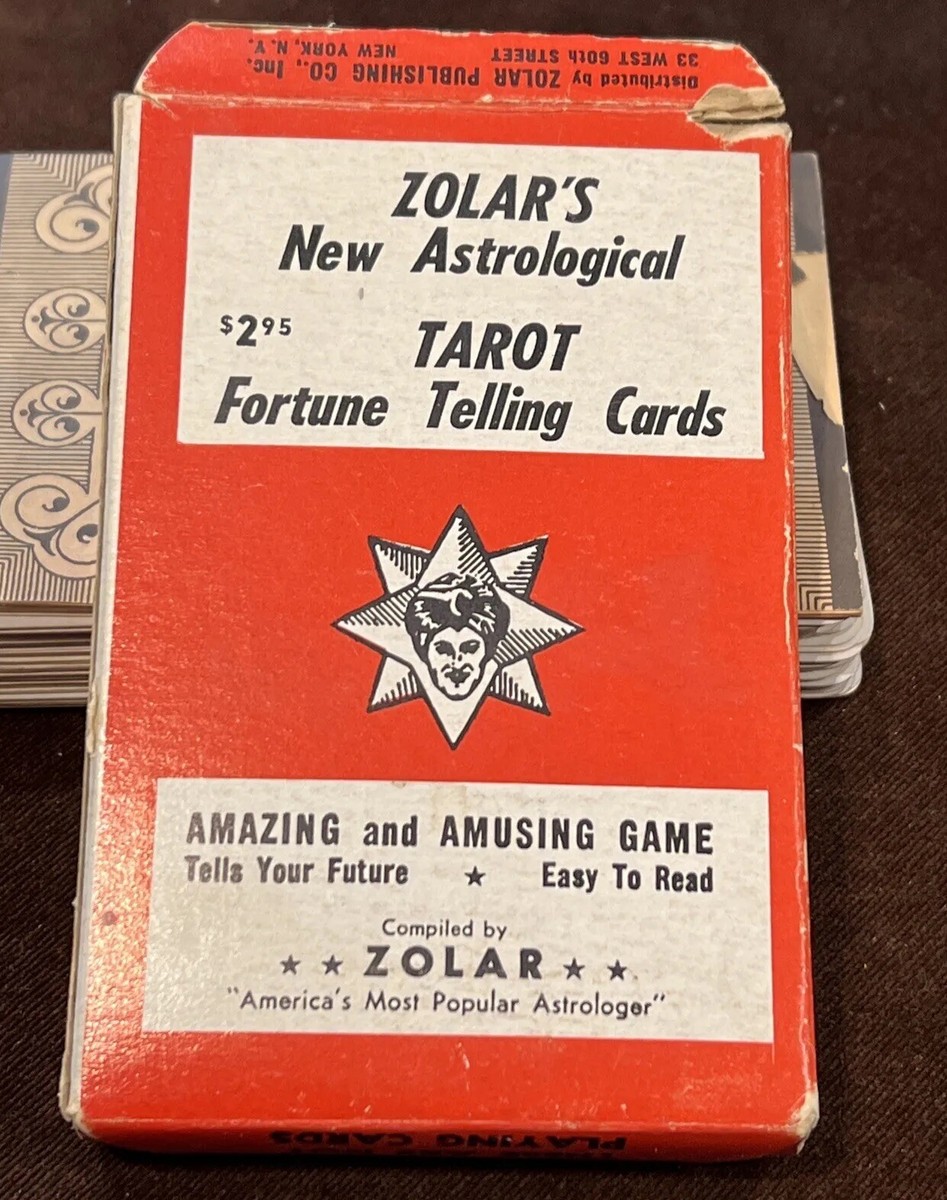 Distributed by ZOLAR PUBLISHING CO., Inc.
33 WEST 60th STREET NEW YORK, N. Y.
ZOLAR'S
New Astrological
$2.95
TAROT
Fortune Telling Cards
AMAZING and AMUSING GAME
Tells Your Future ★ Easy To Read
Compiled by
★ ★ ZOLAR ★ ★
"America's Most Popular Astrologer"
PLAYING CARDS